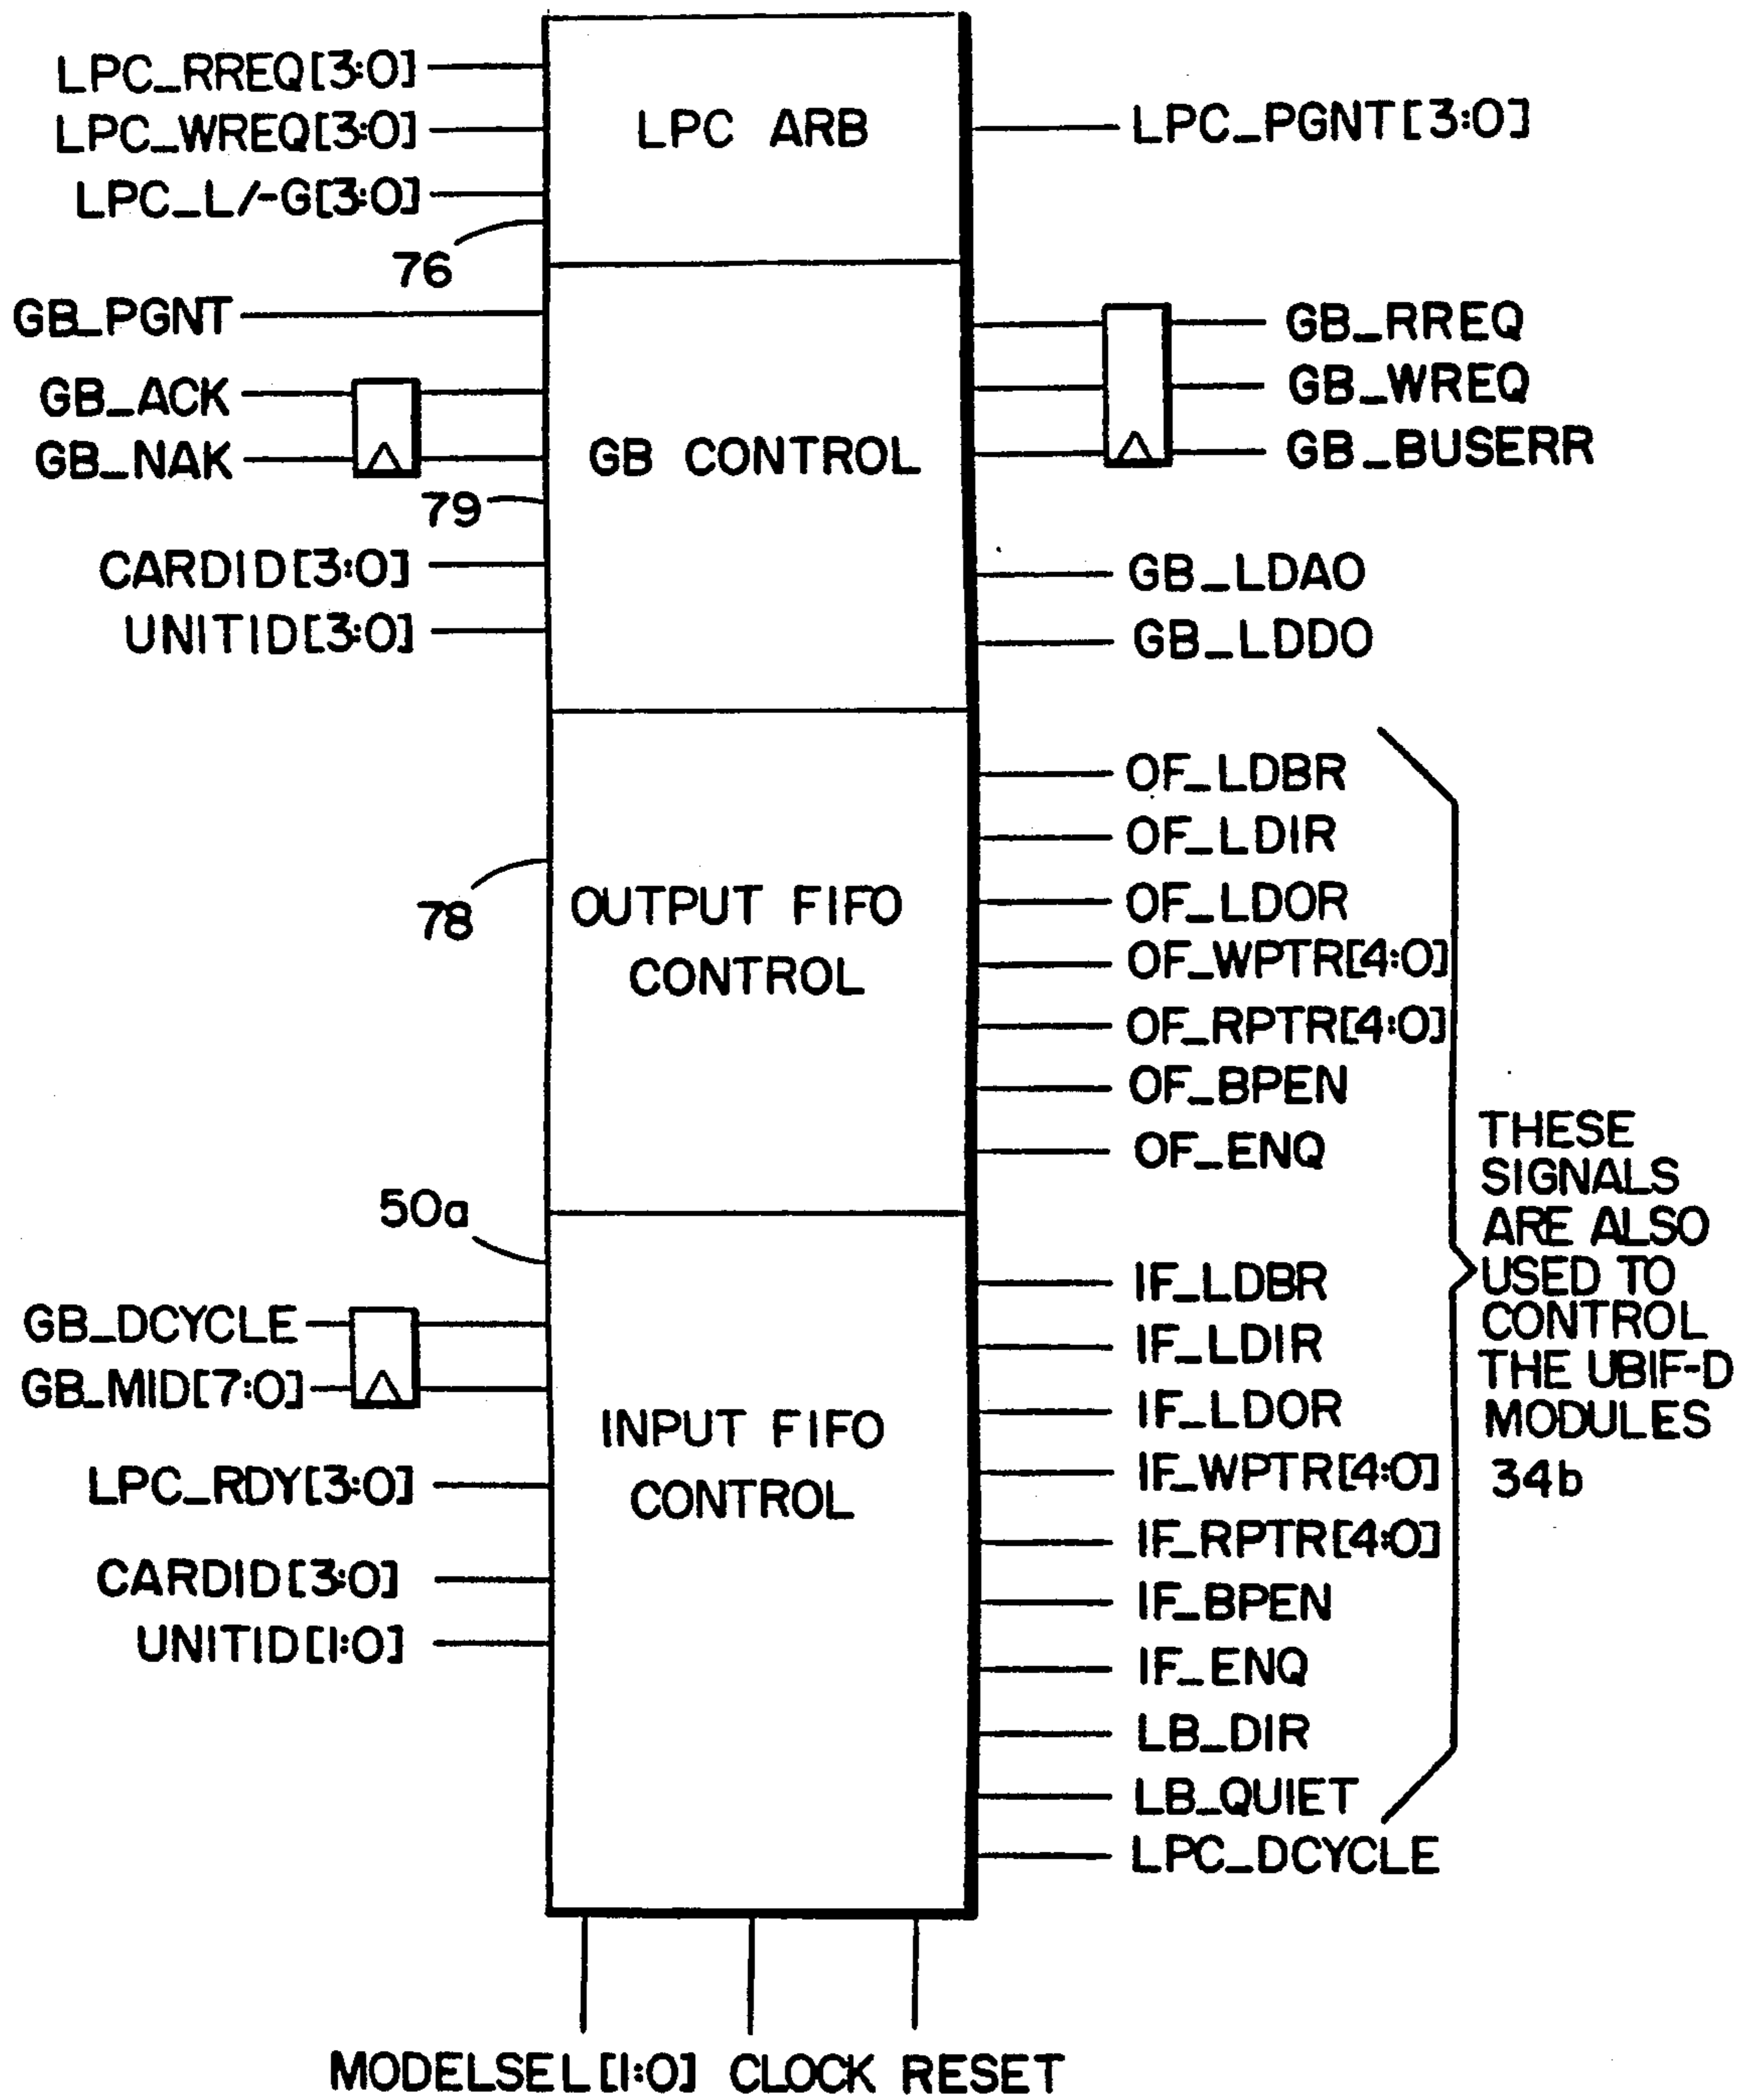 LPC_RREQ[3:0]
LPC_WREQ[3:0]
LPC_L/-G[3:0]
76
LPC ARB
LPC_PGNT[3:0]
GB_PGNT
GB_ACK
GB_NAK
79
CARDID[3:0]
UNITID[3:0]
GB CONTROL
GB_RREQ
GB_WREQ
GB_BUSERR
GB_LDAO
GB_LDDO
78
OUTPUT FIFO
CONTROL
OF_LDBR
OF_LDIR
OF_LDOR
OF_WPTR[4:0]
OF_RPTR[4:0]
OF_BPEN
OF_ENQ
50a
GB_DCYCLE
GB_MID[7:0]
LPC_RDY[3:0]
CARDID[3:0]
UNITID[1:0]
INPUT FIFO
CONTROL
IF_LDBR
IF_LDIR
IF_LDOR
IF_WPTR[4:0]
IF_RPTR[4:0]
IF_BPEN
IF_ENQ
LB_DIR
LB_QUIET
LPC_DCYCLE
THESE
SIGNALS
ARE ALSO
USED TO
CONTROL
THE UBIF-D
MODULES
34b
MODELSEL[1:0] CLOCK RESET